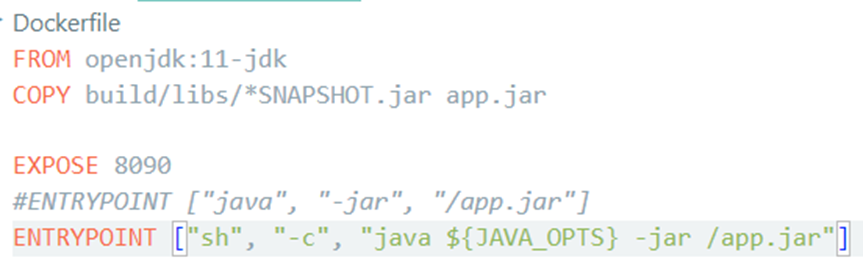 Dockerfile
FROM openjdk:11-jdk
COPY build/libs/*SNAPSHOT.jar app.jar
EXPOSE 8090
#ENTRYPOINT ["java", "-jar", "/app.jar"]
ENTRYPOINT ["sh", "-c", "java ${JAVA_OPTS} -jar /app.jar"]